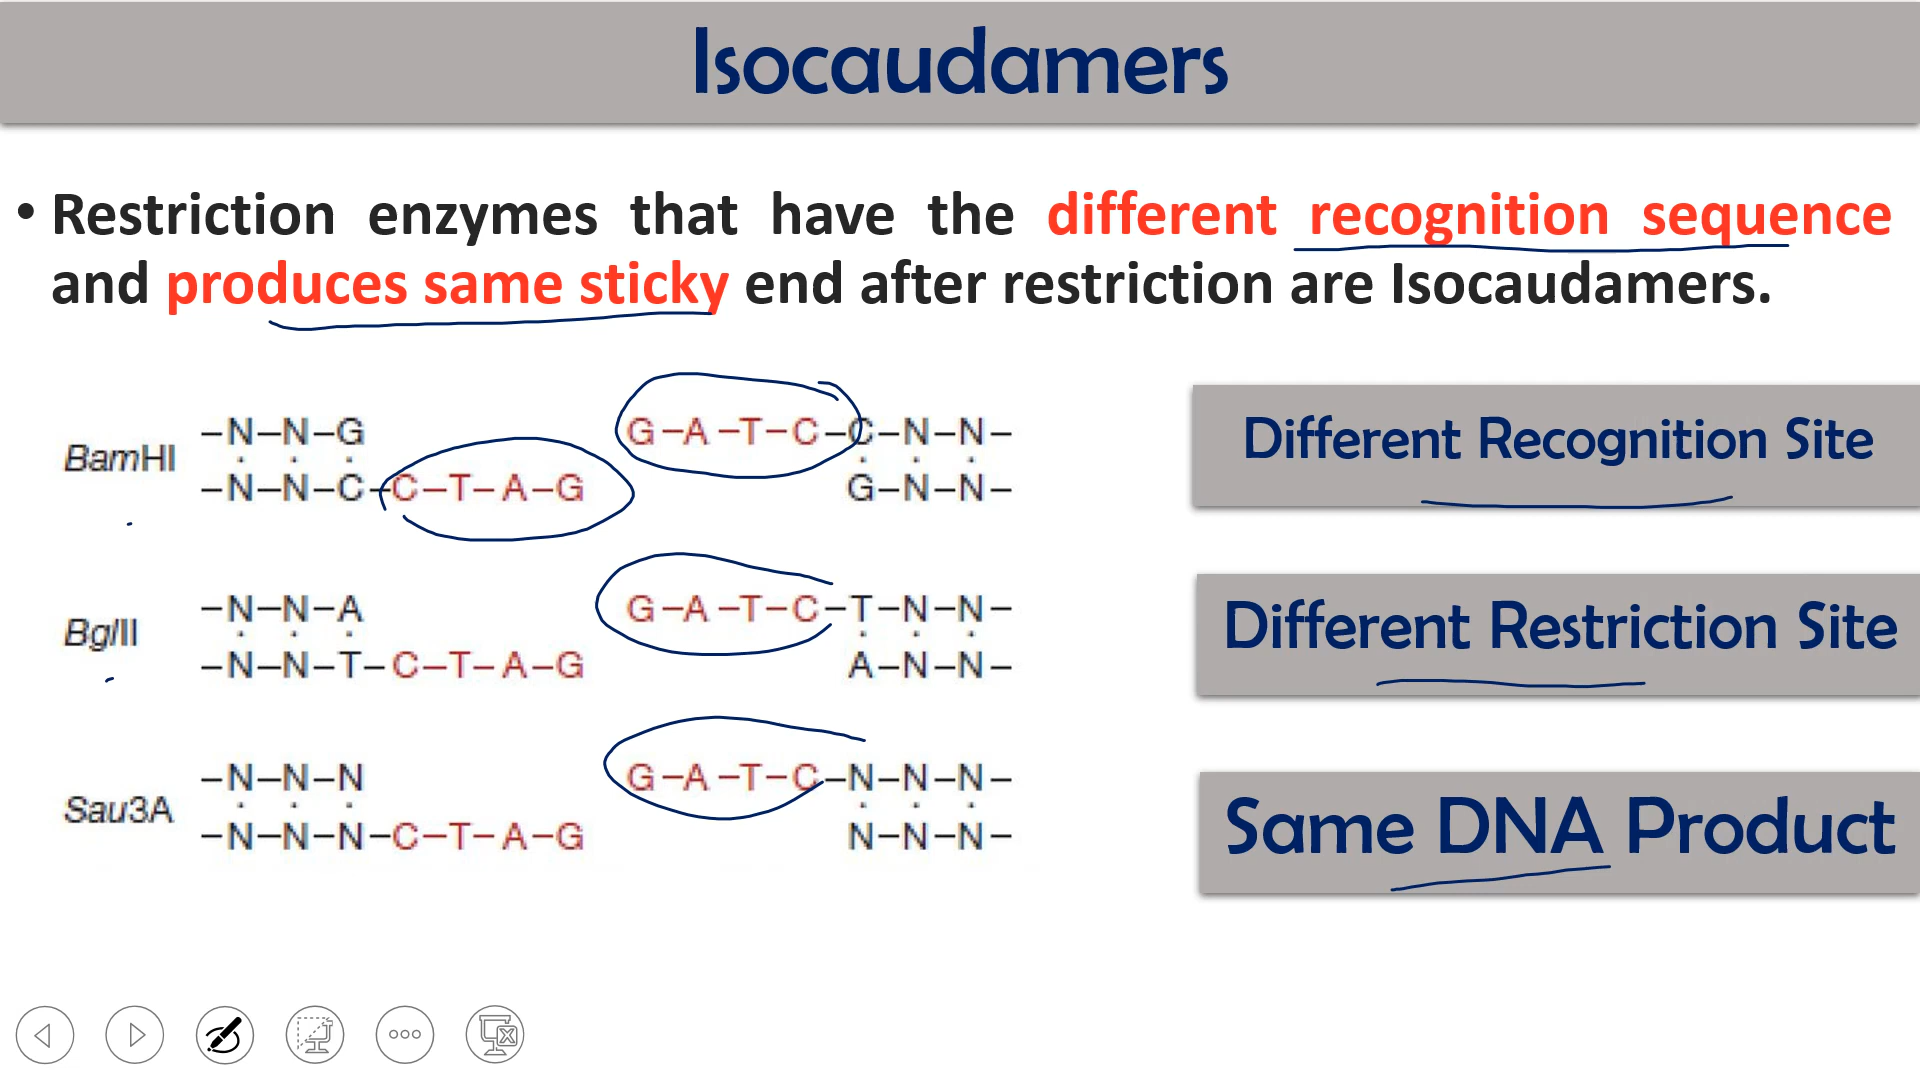 Isocaudamers
• Restriction enzymes that have the different recognition sequence
and produces same sticky end after restriction are Isocaudamers.
BamHI
–N–N–G G–A–T–C–C–N–N–
–N–N–C–C–T–A–G G–N–N–
BglII
–N–N–A G–A–T–C–T–N–N–
–N–N–T–C–T–A–G A–N–N–
Sau3A
–N–N–N G–A–T–C–N–N–N–
–N–N–N–C–T–A–G N–N–N–
Different Recognition Site
Different Restriction Site
Same DNA Product